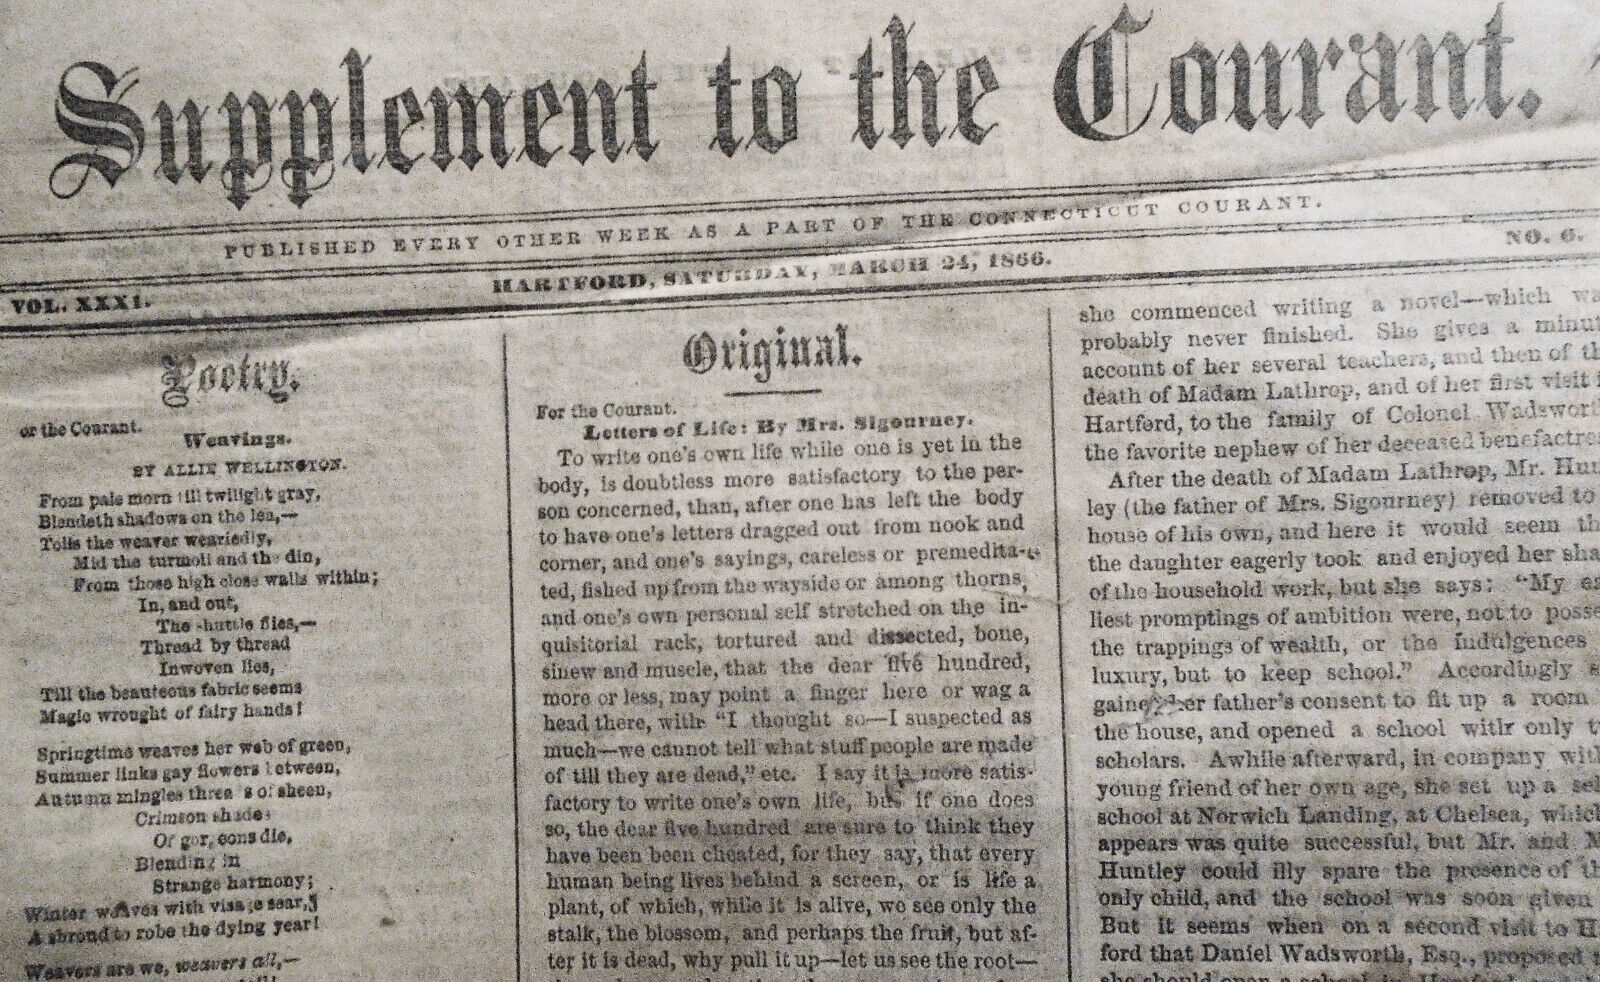 Supplement to the Courant.
PUBLISHED EVERY OTHER WEEK AS A PART OF THE CONNECTICUT COURANT.
VOL. XXXI.
HARTFORD, SATURDAY, MARCH 24, 1866.
NO. 6.
Poetry.
or the Courant.
Weavings.
BY ALLIE WELLINGTON.
From pale morn till twilight gray,
Blendeth shadows on the lea,—
Toils the weaver weariedly,
Mid the turmoil and the din,
From those high close walls within;
In, and out,
The shuttle flies,—
Thread by thread
Inwoven lies,
Till the beauteous fabric seems
Magic wrought of fairy hands!
Springtime weaves her web of green,
Summer links gay flowers between,
Autumn mingles threads of sheen,
Crimson shades
Of gorgeous die,
Blending in
Strange harmony;
Winter weaves with visage sear,
A shroud to robe the dying year!
Weavers are we, weavers all,—
Original.
For the Courant.
Letters of Life: By Mrs. Sigourney.
To write one's own life while one is yet in the
body, is doubtless more satisfactory to the per-
son concerned, than, after one has left the body
to have one's letters dragged out from nook and
corner, and one's sayings, careless or premedita-
ted, fished up from the wayside or among thorns,
and one's own personal self stretched on the in-
quisitorial rack, tortured and dissected, bone,
sinew and muscle, that the dear five hundred,
more or less, may point a finger here or wag a
head there, with "I thought so—I suspected as
much—we cannot tell what stuff people are made
of till they are dead," etc. I say it is more satis-
factory to write one's own life, but if one does
so, the dear five hundred are sure to think they
have been been cheated, for they say, that every
human being lives behind a screen, or is life a
plant, of which, while it is alive, we see only the
stalk, the blossom, and perhaps the fruit, but af-
ter it is dead, why pull it up—let us see the root—
she commenced writing a novel—which wa
probably never finished. She gives a minut
account of her several teachers, and then of th
death of Madam Lathrop, and of her first visit
Hartford, to the family of Colonel Wadswort
the favorite nephew of her deceased benefactre
After the death of Madam Lathrop, Mr. Hun
ley (the father of Mrs. Sigourney) removed to
house of his own, and here it would seem th
the daughter eagerly took and enjoyed her sha
of the household work, but she says: "My ea
liest promptings of ambition were, not to posse
the trappings of wealth, or the indulgences
luxury, but to keep school." Accordingly s
gained her father's consent to fit up a room
the house, and opened a school with only t
scholars. Awhile afterward, in company with
young friend of her own age, she set up a sel
school at Norwich Landing, at Chelsea, which
appears was quite successful, but Mr. and M
Huntley could illy spare the presence of th
only child, and the school was soon given
But it seems when on a second visit to H
ford that Daniel Wadsworth, Esq., proposed
she should open a school in Hartford